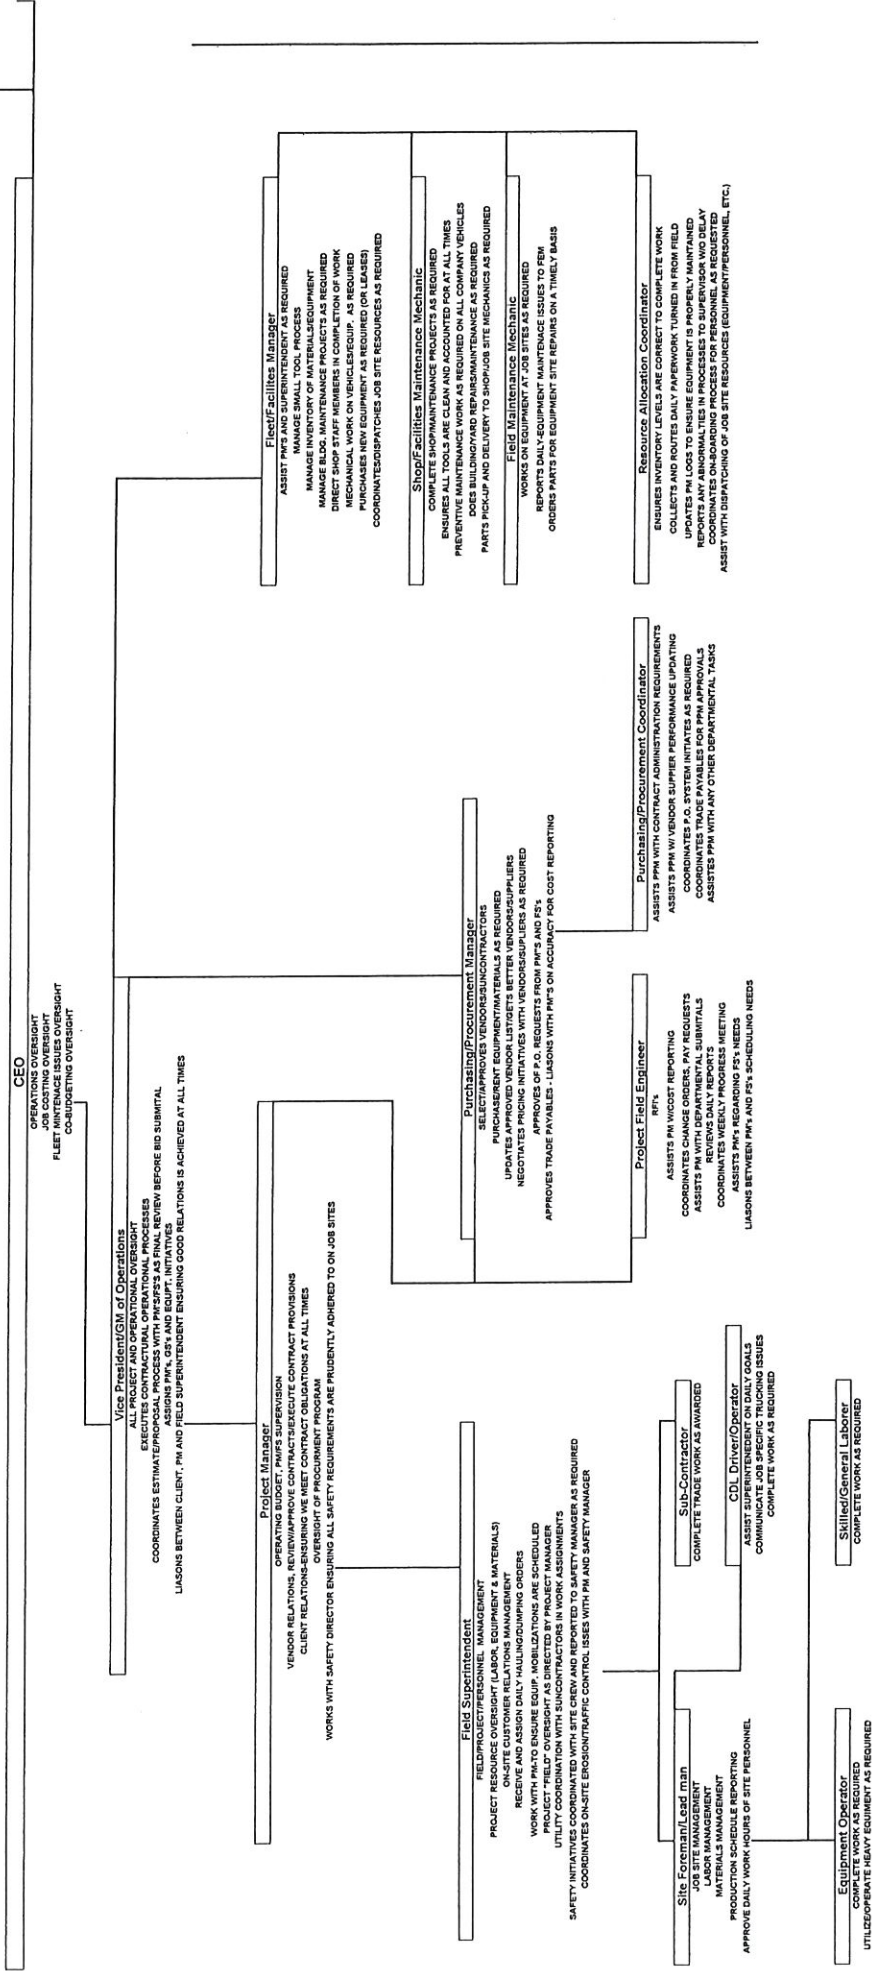 CEO
OPERATIONS OVERSIGHT
JOB COSTING OVERSIGHT
FLEET MINTENACE ISSUES OVERSIGHT
CO-BUDGETING OVERSIGHT
Vice President/GM of Operations
ALL PROJECT AND OPERATIONAL OVERSIGHT
EXECUTES CONTRACTURAL OPERATIONAL PROCESSES
COORDINATES ESTIMATE/PROPOSAL PROCESS WITH PM'S/FS'S AS FINAL REVIEW BEFORE BID SUBMITAL
ASSIGNS PM's, GS's AND EQUPT. INITIATIVES
LIASONS BETWEEN CLIENT, PM AND FIELD SUPERINTENDENT ENSURING GOOD RELATIONS IS ACHIEVED AT ALL TIMES
Project Manager
OPERATING BUDGET, PM/FS SUPERVISION
VENDOR RELATIONS, REVIEW/APPROVE CONTRACTS/EXECUTE CONTRACT PROVISIONS
CLIENT RELATIONS-ENSURING WE MEET CONTRACT OBLIGATIONS AT ALL TIMES
OVERSIGHT OF PROCURMENT PROGRAM
WORKS WITH SAFETY DIRECTOR ENSURING ALL SAFETY REQUIREMENTS ARE PRUDENTLY ADHERED TO ON JOB SITES
Fleet/Facilites Manager
ASSIST PM'S AND SUPERINTENDENT AS REQUIRED
MANAGE SMALL TOOL PROCESS
MANAGE INVENTORY OF MATERIALS/EQUIPMENT
MANAGE BLDG. MAINTENANCE PROJECTS AS REQUIRED
DIRECT SHOP STAFF MEMBERS IN COMPLETION OF WORK
MECHANICAL WORK ON VEHICLES/EQUIP. AS REQUIRED
PURCHASES NEW EQUIPMENT AS REQUIRED (OR LEASES)
COORDINATES/DISPATCHES JOB SITE RESOURCES AS REQUIRED
Shop/Facilities Maintenance Mechanic
COMPLETE SHOP/MAINTENANCE PROJECTS AS REQUIRED
ENSURES ALL TOOLS ARE CLEAN AND ACCOUNTED FOR AT ALL TIMES
PREVENTIVE MAINTENANCE WORK AS REQUIRED ON ALL COMPANY VEHICLES
DOES BUILDING/YARD REPAIRS/MAINTENANCE AS REQUIRED
PARTS PICK-UP AND DELIVERY TO SHOP/JOB SITE MECHANICS AS REQUIRED
Field Superintendent
FIELD/PROJECT/PERSONNEL MANAGEMENT
PROJECT RESOURCE OVERSIGHT (LABOR, EQUIPMENT & MATERIALS)
ON-SITE CUSTOMER RELATIONS MANAGEMENT
RECEIVE AND ASSIGN DAILY HAULING/DUMPING ORDERS
WORK WITH PM-TO ENSURE EQUIP. MOBILIZATIONS ARE SCHEDULED
PROJECT "FIELD" OVERSIGHT AS DIRECTED BY PROJECT MANAGER
UTILITY COORDINATION WITH SUNCONTRACTORS IN WORK ASSIGNMENTS
SAFETY INITIATIVES COORDINATED WITH SITE CREW AND REPORTED TO SAFETY MANAGER AS REQUIRED
COORDINATES ON-SITE EROSION/TRAFFIC CONTROL ISSES WITH PM AND SAFETY MANAGER
Purchasing/Procurement Manager
SELECT/APPROVES VENDORS/SUNCONTRACTORS
PURCHASE/RENT EQUIPMENT/MATERIALS AS REQUIRED
UPDATES APPROVED VENDOR LIST/GETS BETTER VENDORS/SUPPLIERS
NEGOTIATES PRICING INITIATIVES WITH VENDORS/SUPLIERS AS REQUIRED
APPROVES OF P.O. REQUESTS FROM PM"S AND FS's
APPROVES TRADE PAYABLES - LIASONS WITH PM"S ON ACCURACY FOR COST REPORTING
Field Maintenance Mechanic
WORKS ON EQUIPMENT AT JOB SITES AS REQUIRED
REPORTS DAILY-EQUIPMENT MAINTENACE ISSUES TO FEM
ORDERS PARTS FOR EQUIPMENT SITE REPAIRS ON A TIMELY BASIS
Site Foreman/Lead man
JOB SITE MANAGEMENT
LABOR MANAGEMENT
MATERIALS MANAGEMENT
PRODUCTION SCHEDULE REPORTING
APPROVE DAILY WORK HOURS OF SITE PERSONNEL
Sub-Contractor
COMPLETE TRADE WORK AS AWARDED
CDL Driver/Operator
ASSIST SUPERINTENEDENT ON DAILY GOALS
COMMUNICATE JOB SPECIFIC TRUCKING ISSUES
COMPLETE WORK AS REQUIRED
Project Field Engineer
RFI's
ASSISTS PM W/COST REPORTING
COORDINATES CHANGE ORDERS, PAY REQUESTS
ASSISTS PM WITH DEPARTMENTAL SUBMITALS
REVIEWS DAILY REPORTS
COORDINATES WEEKLY PROGRESS MEETING
ASSISTS PM's REGARDING FS's NEEDS
LIASONS BETWEEN PM's AND FS's SCHEDULING NEEDS
Purchasing/Procurement Coordinator
ASSISTS PPM WITH CONTRACT ADMINISTRATION REQUIREMENTS
ASSISTS PPM W/ VENDOR SUPPIER PERFORMANCE UPDATING
COORDINATES P.O. SYSTEM INITIATES AS REQUIRED
COORDINATES TRADE PAYABLES FOR PPM APPROVALS
ASSISTES PPM WITH ANY OTHER DEPARTMENTAL TASKS
Resource Allocation Coordinator
ENSURES INVENTORY LEVELS ARE CORRECT TO COMPLETE WORK
COLLECTS AND ROUTES DAILY PAPERWORK TURNED IN FROM FIELD
UPDATES PM LOGS TO ENSURE EQUIPMENT IS PROPERLY MAINTAINED
REPORTS ANY ABNORMALTIES IN PROCESSES TO SUPERVISOR W/O DELAY
COORDINATES ON-BOARDING PROCESS FOR PERSONNEL AS REQUESTED
ASSIST WITH DISPATCHING OF JOB SITE RESOURCES (EQUIPMENT/PERSONNEL, ETC.)
Equipment Operator
COMPLETE WORK AS REQUIRED
UTILIZE/OPERATE HEAVY EQUIMENT AS REQUIRED
Skilled/General Laborer
COMPLETE WORK AS REQUIRED